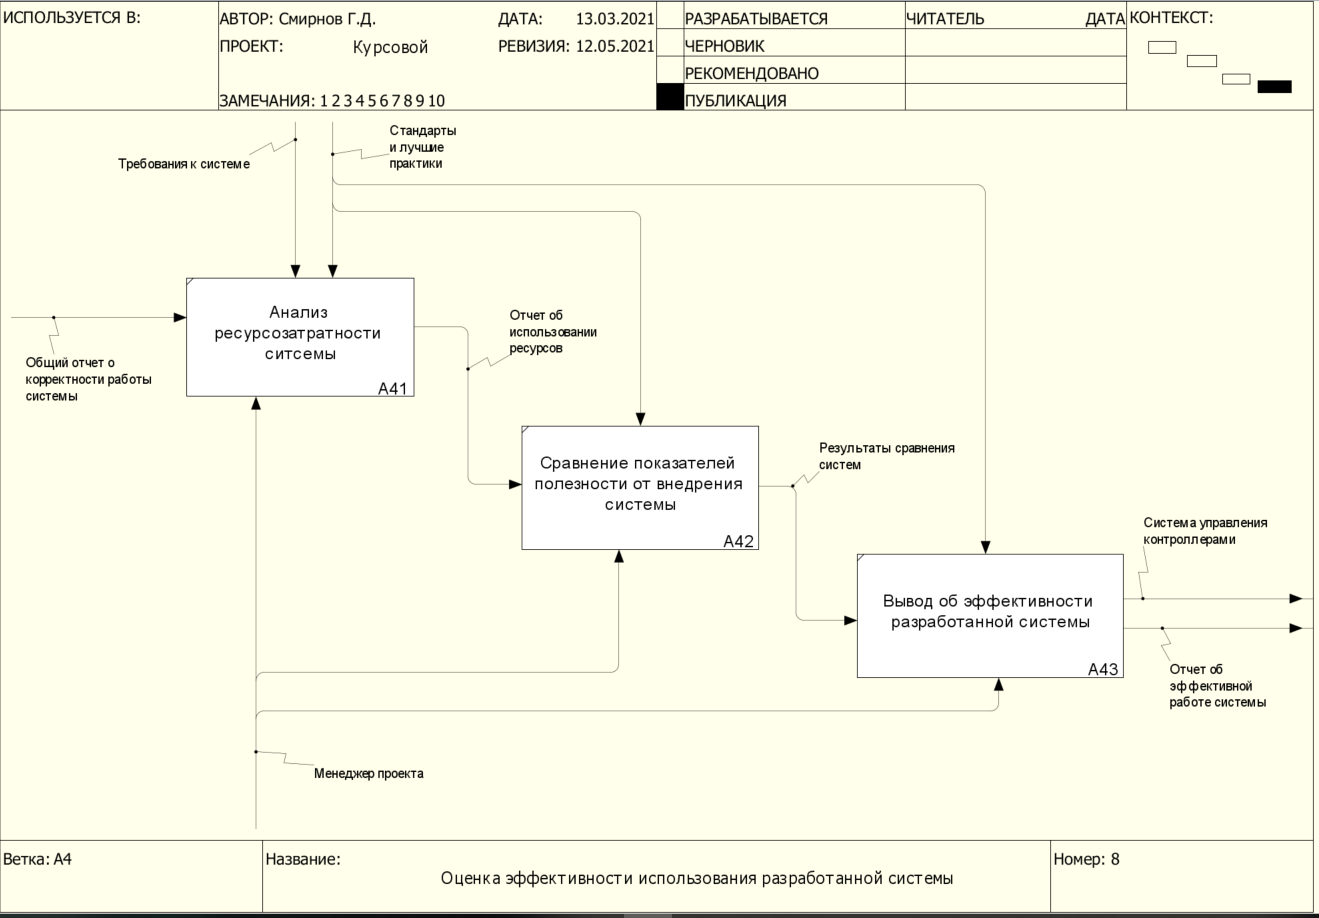 ИСПОЛЬЗУЕТСЯ В:
АВТОР: Смирнов Г.Д.
ДАТА: 13.03.2021
ПРОЕКТ: Курсовой
РЕВИЗИЯ: 12.05.2021
ЗАМЕЧАНИЯ: 1 2 3 4 5 6 7 8 9 10
РАЗРАБАТЫВАЕТСЯ
ЧЕРНОВИК
РЕКОМЕНДОВАНО
ПУБЛИКАЦИЯ
ЧИТАТЕЛЬ
ДАТА
КОНТЕКСТ:
Требования к системе
Стандарты
и лучшие
практики
Общий отчет о
корректности работы
системы
Анализ
ресурсозатратности
ситсемы
A41
Отчет об
использовании
ресурсов
Сравнение показателей
полезности от внедрения
системы
A42
Результаты сравнения
систем
Вывод об эффективности
разработанной системы
A43
Система управления
контроллерами
Отчет об
эффективной
работе системы
Менеджер проекта
Ветка: A4
Название:
Оценка эффективности использования разработанной системы
Номер: 8